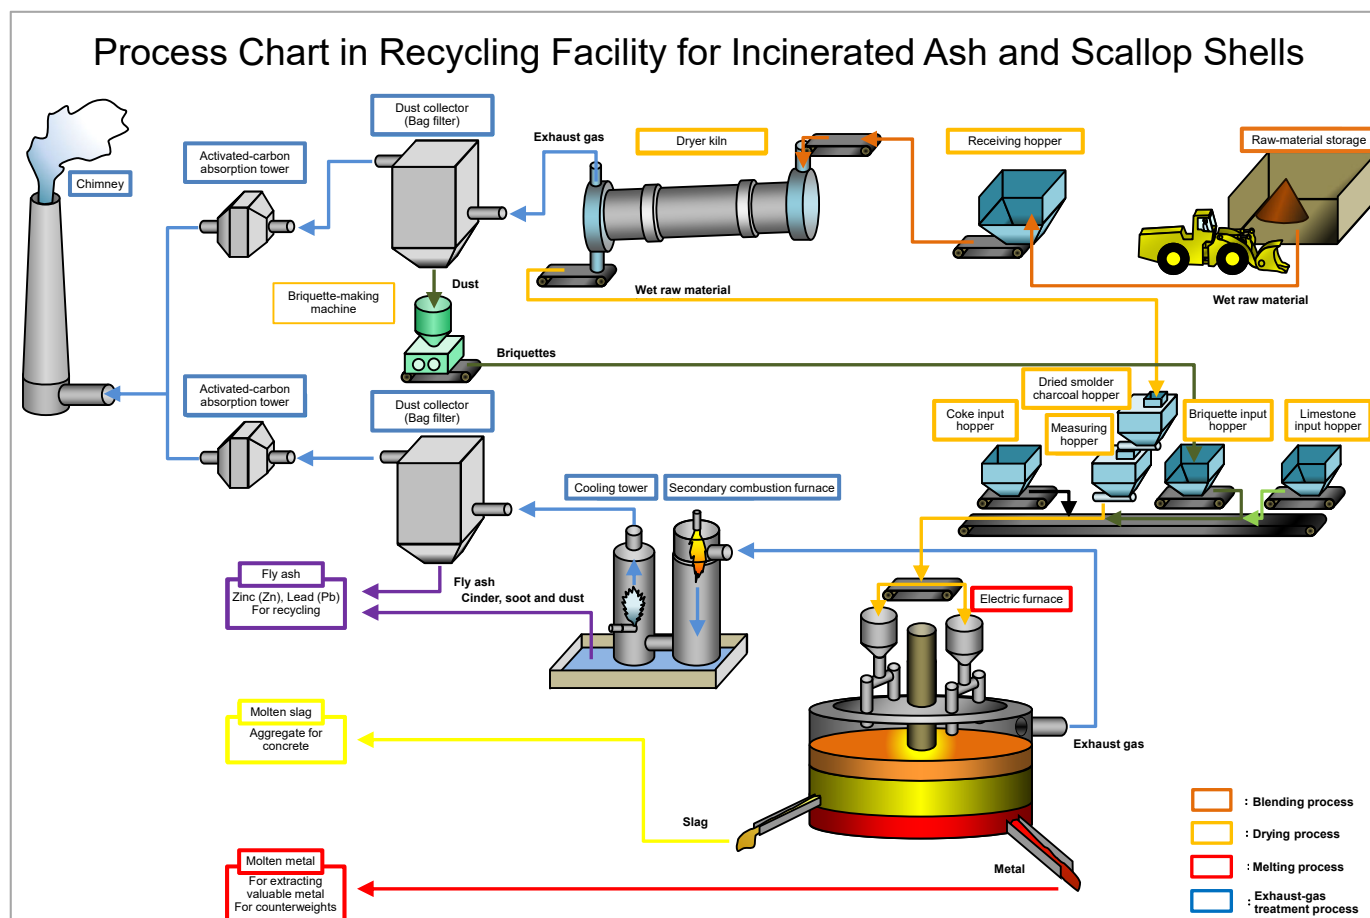 Process Chart in Recycling Facility for Incinerated Ash and Scallop Shells
Dust collector
(Bag filter)
Exhaust gas
Dryer kiln
Receiving hopper
Raw-material storage
Activated-carbon
absorption tower
Chimney
Dust
Wet raw material
Wet raw material
Briquette-making
machine
Briquettes
Activated-carbon
absorption tower
Dust collector
(Bag filter)
Dried smolder
charcoal hopper
Coke input
hopper
Measuring
hopper
Briquette input
hopper
Limestone
input hopper
Cooling tower
Secondary combustion furnace
Fly ash
Zinc (Zn), Lead (Pb)
For recycling
Fly ash
Cinder, soot and dust
Electric furnace
Molten slag
Aggregate for
concrete
Exhaust gas
Slag
Metal
Molten metal
For extracting
valuable metal
For counterweights
: Blending process
: Drying process
: Melting process
: Exhaust-gas
treatment process